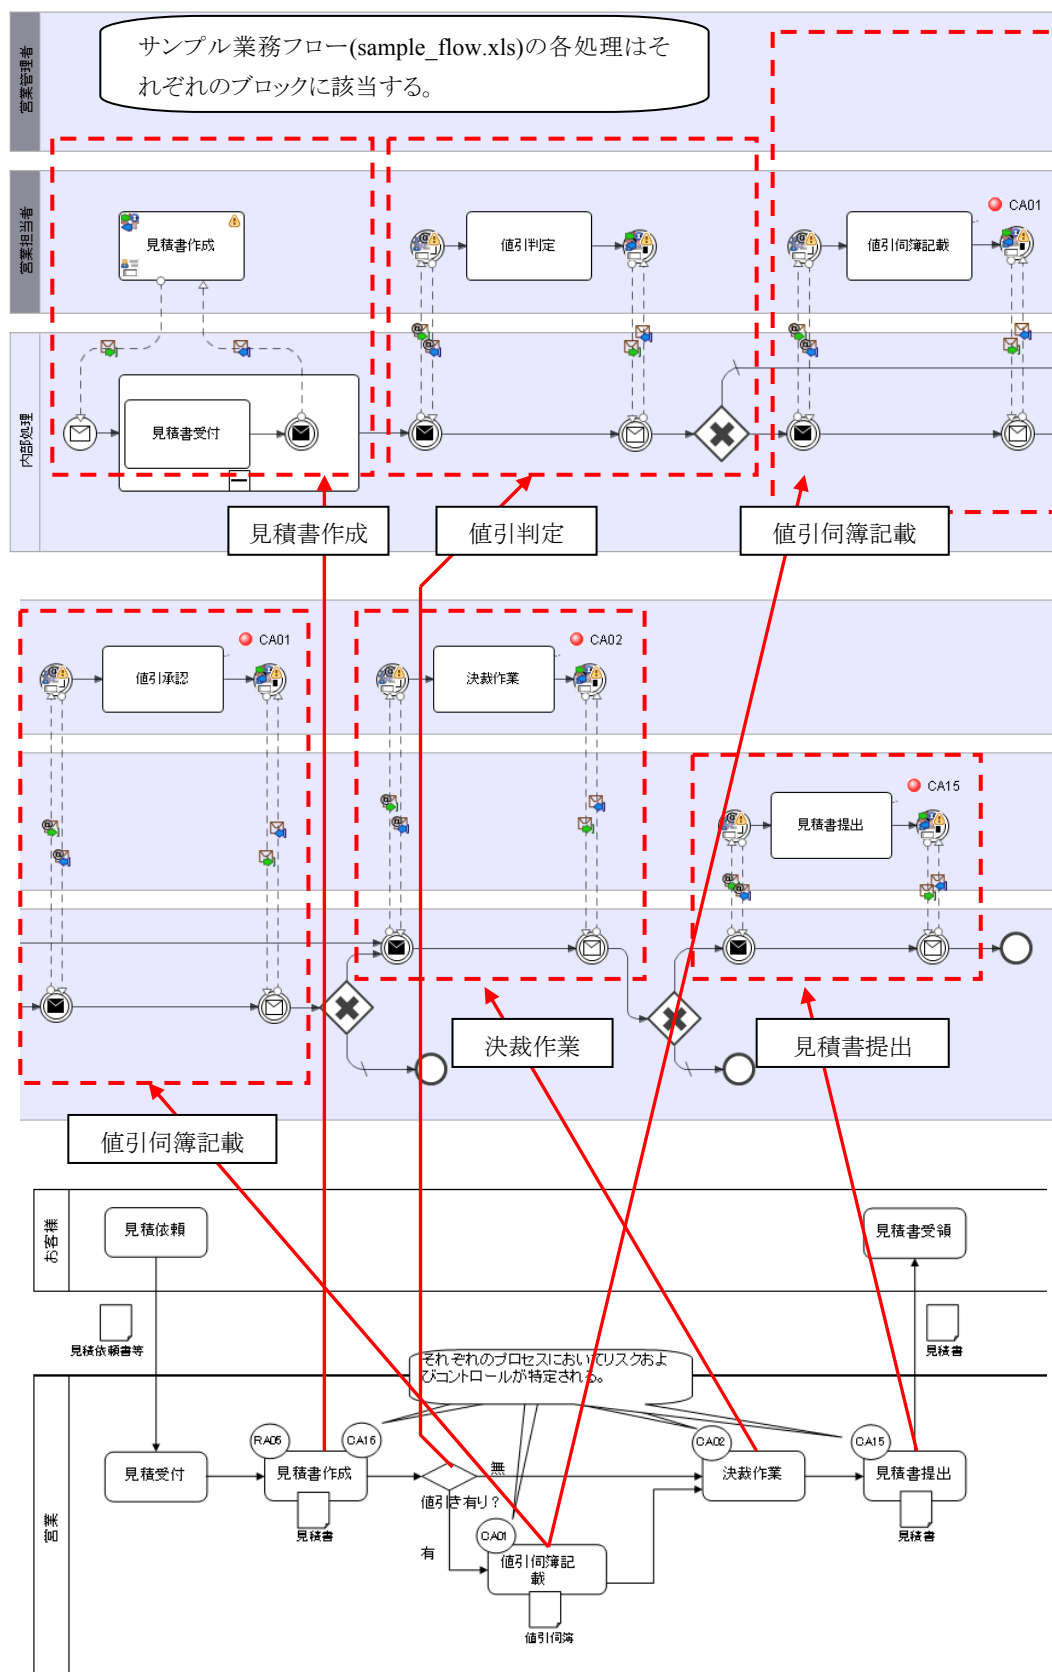 サンプル業務フロー(sample_flow.xls)の各処理はそ
れぞれのブロックに該当する。
営業管理者
営業担当者
CA01
見積書作成
値引判定
値引伺簿記載
内部処理
見積書受付
見積書作成
値引判定
値引伺簿記載
CA01
CA02
値引承認
決裁作業
CA15
見積書提出
決裁作業
見積書提出
値引伺簿記載
お客様
見積依頼
見積書受領
見積依頼書等
見積書
それぞれのプロセスにおいてリスクおよ
びコントロールが特定される。
営業
RA05
CA16
CA02
CA15
見積受付
見積書作成
無
決裁作業
見積書提出
値引き有り?
見積書
見積書
CA01
有
値引伺簿記
載
値引伺簿